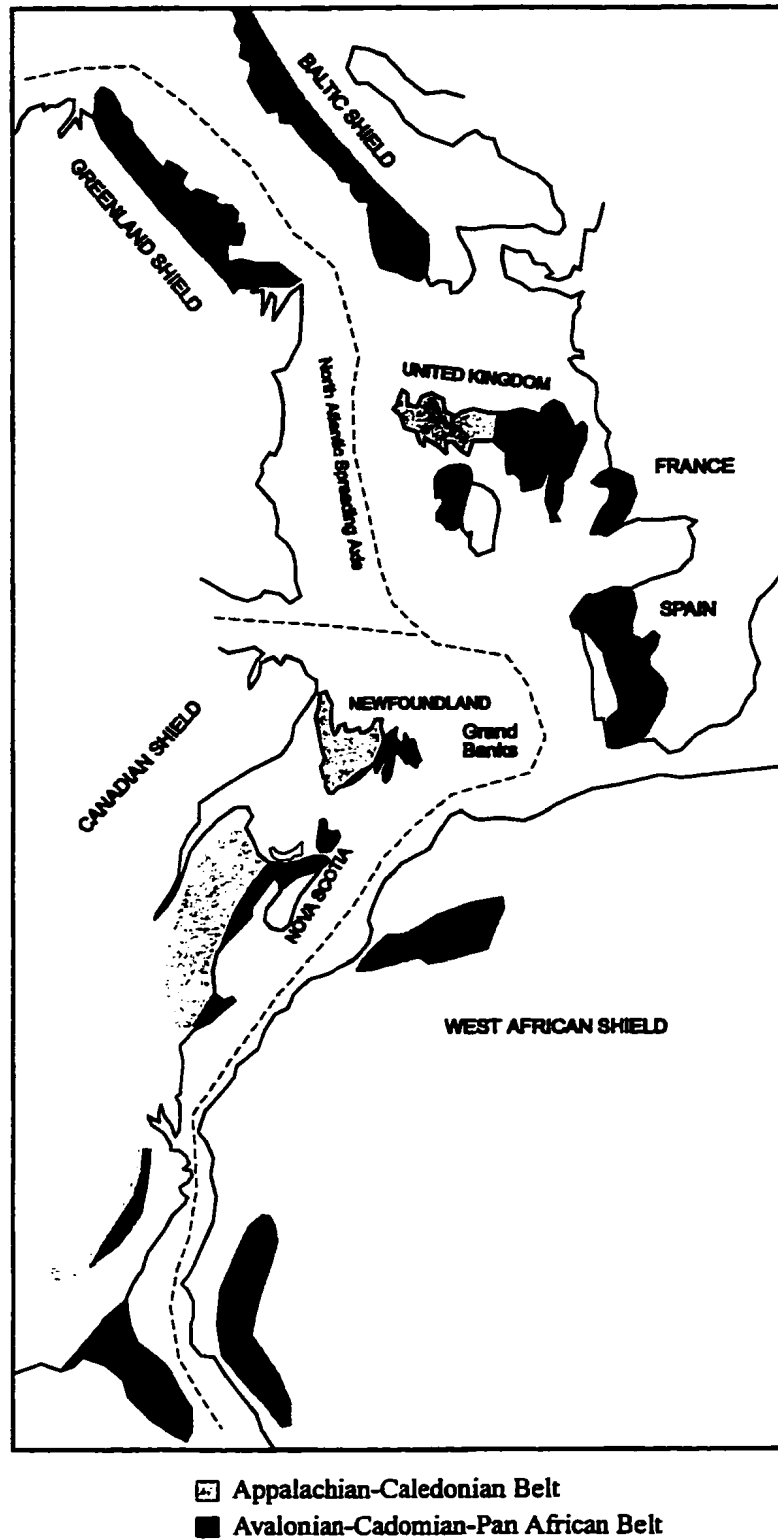 BALTIC SHIELD
GREENLAND SHIELD
UNITED KINGDOM
North Atlantic Spreading Axis
FRANCE
SPAIN
NEWFOUNDLAND
Grand
Banks
CANADIAN SHIELD
NOVA SCOTIA
WEST AFRICAN SHIELD
Appalachian-Caledonian Belt
Avalonian-Cadomian-Pan African Belt